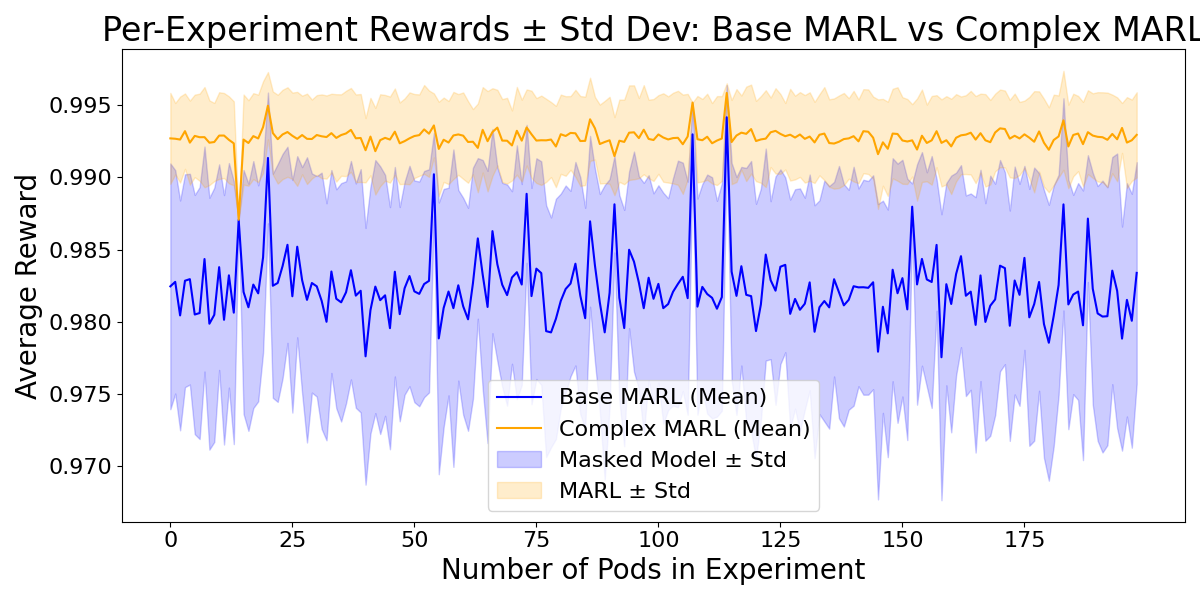 Per-Experiment Rewards ± Std Dev: Base MARL vs Complex MARL
Average Reward
0.995
0.990
0.985
0.980
0.975
0.970
Base MARL (Mean)
Complex MARL (Mean)
Masked Model ± Std
MARL ± Std
0 25 50 75 100 125 150 175
Number of Pods in Experiment